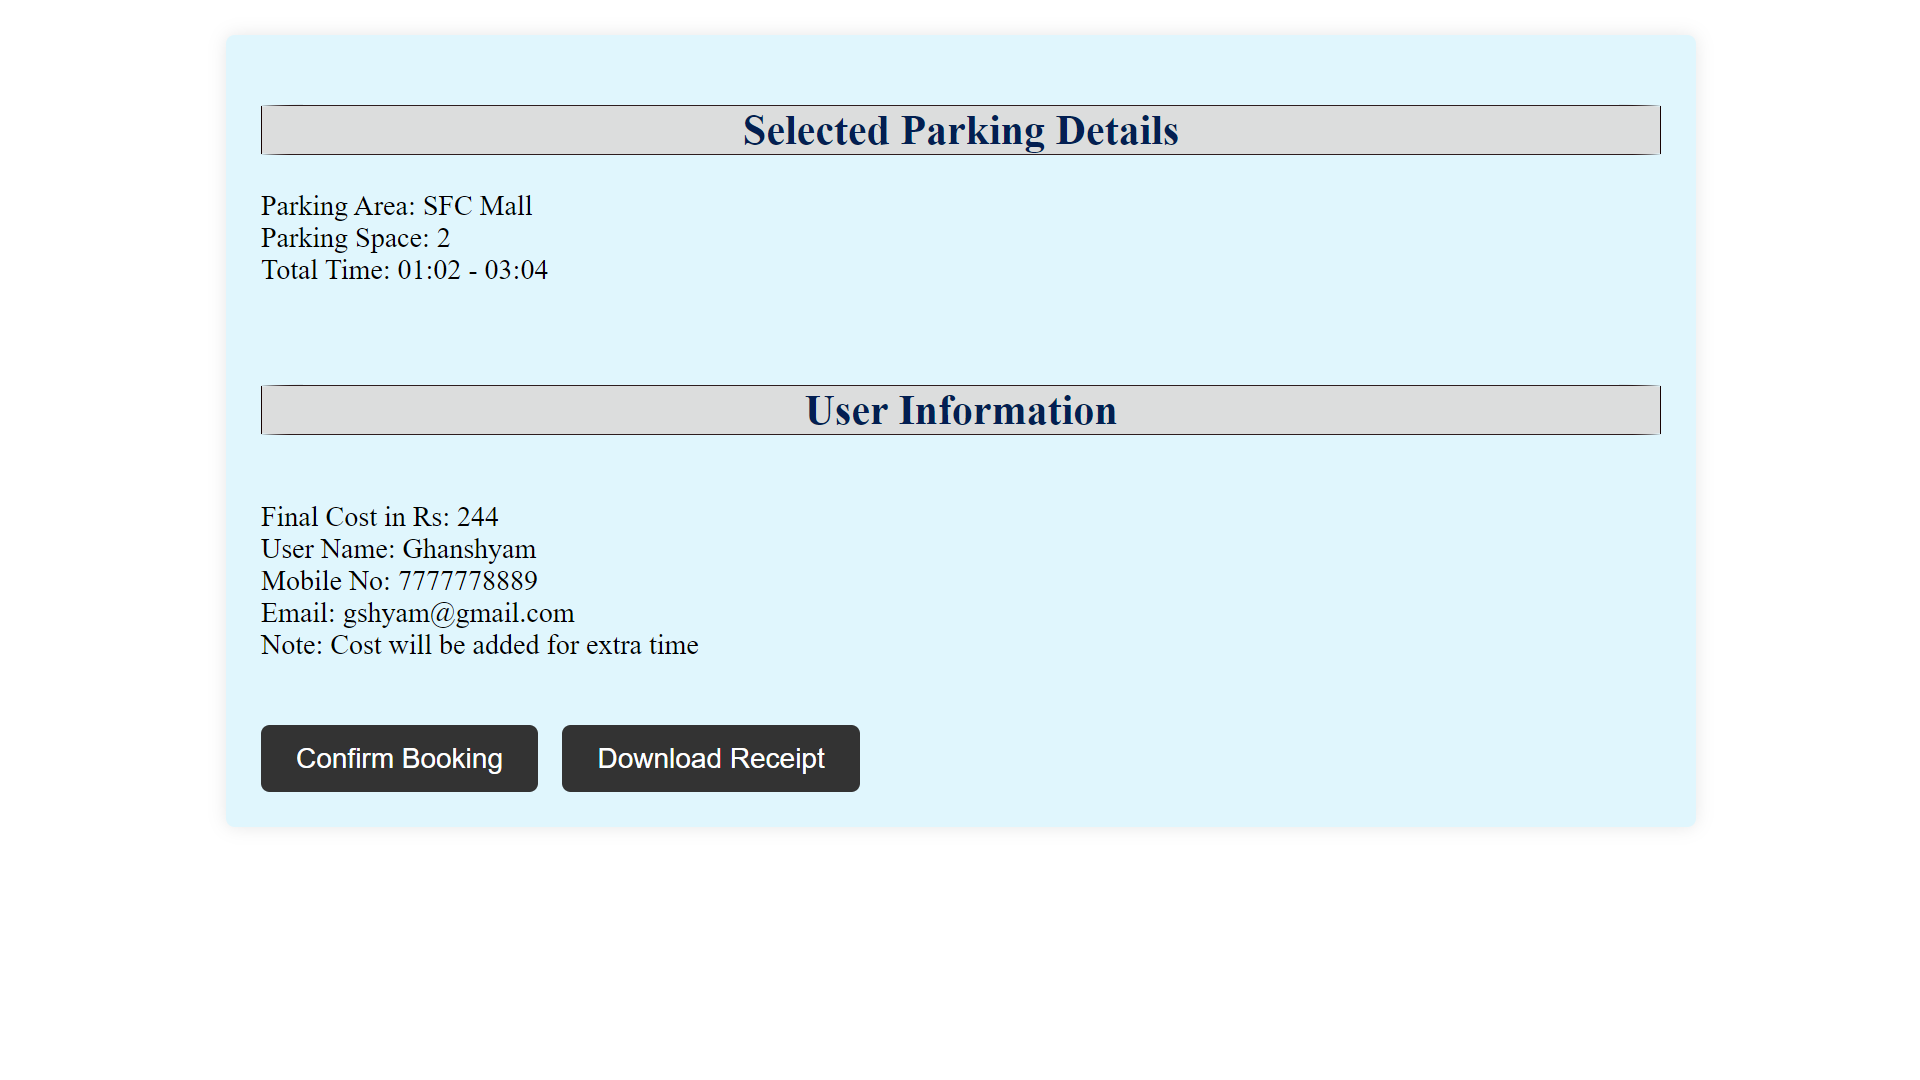 Selected Parking Details
Parking Area: SFC Mall
Parking Space: 2
Total Time: 01:02 - 03:04
User Information
Final Cost in Rs: 244
User Name: Ghanshyam
Mobile No: 7777778889
Email: gshyam@gmail.com
Note: Cost will be added for extra time
Confirm Booking
Download Receipt